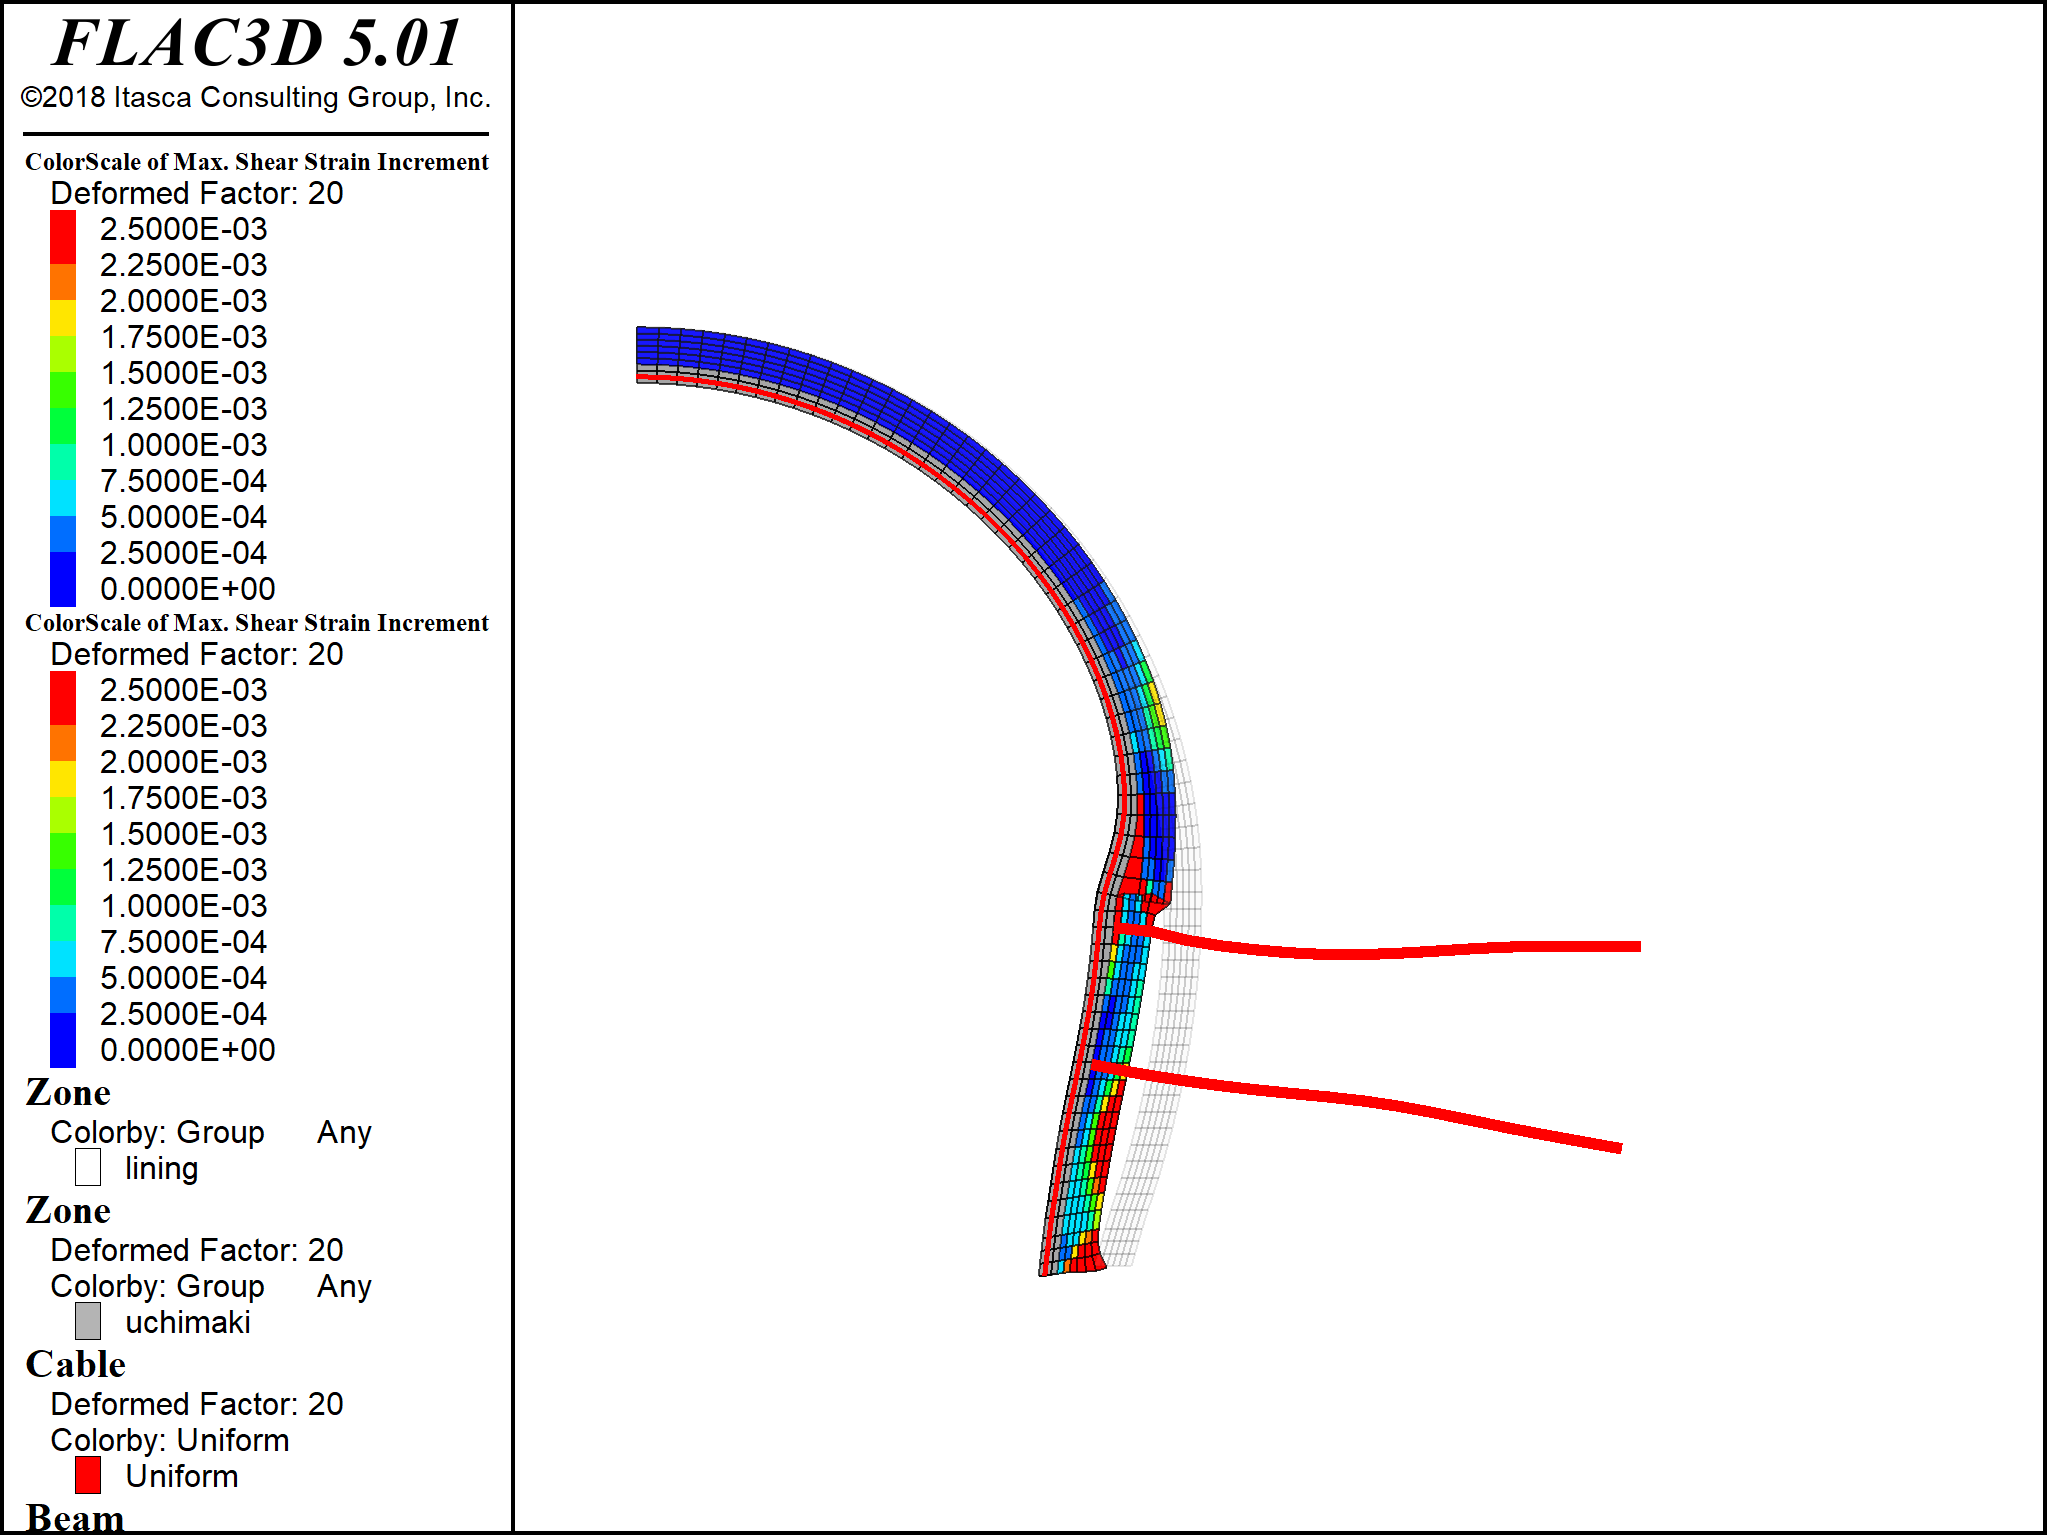 FLAC3D 5.01
©2018 Itasca Consulting Group, Inc.
ColorScale of Max. Shear Strain Increment
Deformed Factor: 20
2.5000E-03
2.2500E-03
2.0000E-03
1.7500E-03
1.5000E-03
1.2500E-03
1.0000E-03
7.5000E-04
5.0000E-04
2.5000E-04
0.0000E+00
ColorScale of Max. Shear Strain Increment
Deformed Factor: 20
2.5000E-03
2.2500E-03
2.0000E-03
1.7500E-03
1.5000E-03
1.2500E-03
1.0000E-03
7.5000E-04
5.0000E-04
2.5000E-04
0.0000E+00
Zone
Colorby: Group Any
lining
Zone
Deformed Factor: 20
Colorby: Group Any
uchimaki
Cable
Deformed Factor: 20
Colorby: Uniform
Uniform
Beam